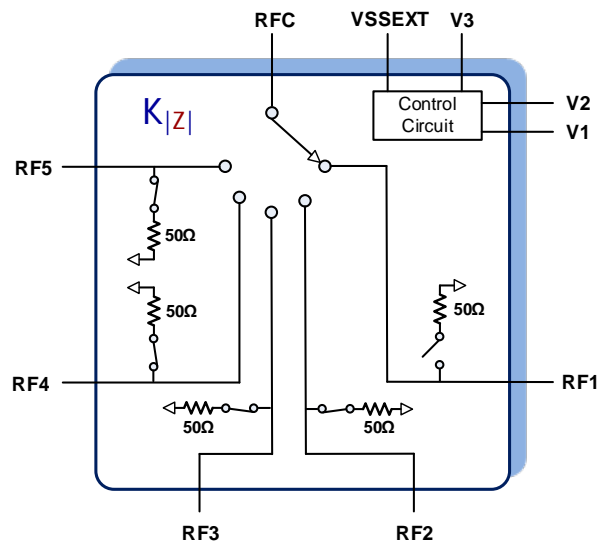 RFC
VSSEXT
V3
K|Z|
Control
Circuit
V2
V1
RF5
50Ω
50Ω
50Ω
RF4
RF1
50Ω
50Ω
RF3
RF2